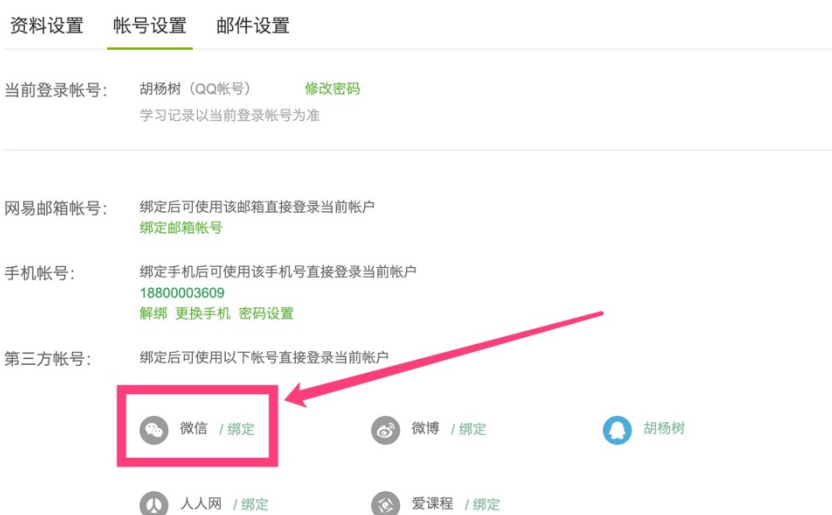 资料设置 帐号设置 邮件设置
当前登录帐号： 胡杨树（QQ帐号） 修改密码
学习记录以当前登录帐号为准
网易邮箱帐号： 绑定后可使用该邮箱直接登录当前帐户
绑定邮箱帐号
手机帐号： 绑定手机后可使用该手机号直接登录当前帐户
18800003609
解绑 更换手机 密码设置
第三方帐号： 绑定后可使用以下帐号直接登录当前帐户
微信 / 绑定 微博 / 绑定 胡杨树
人人网 / 绑定 爱课程 / 绑定